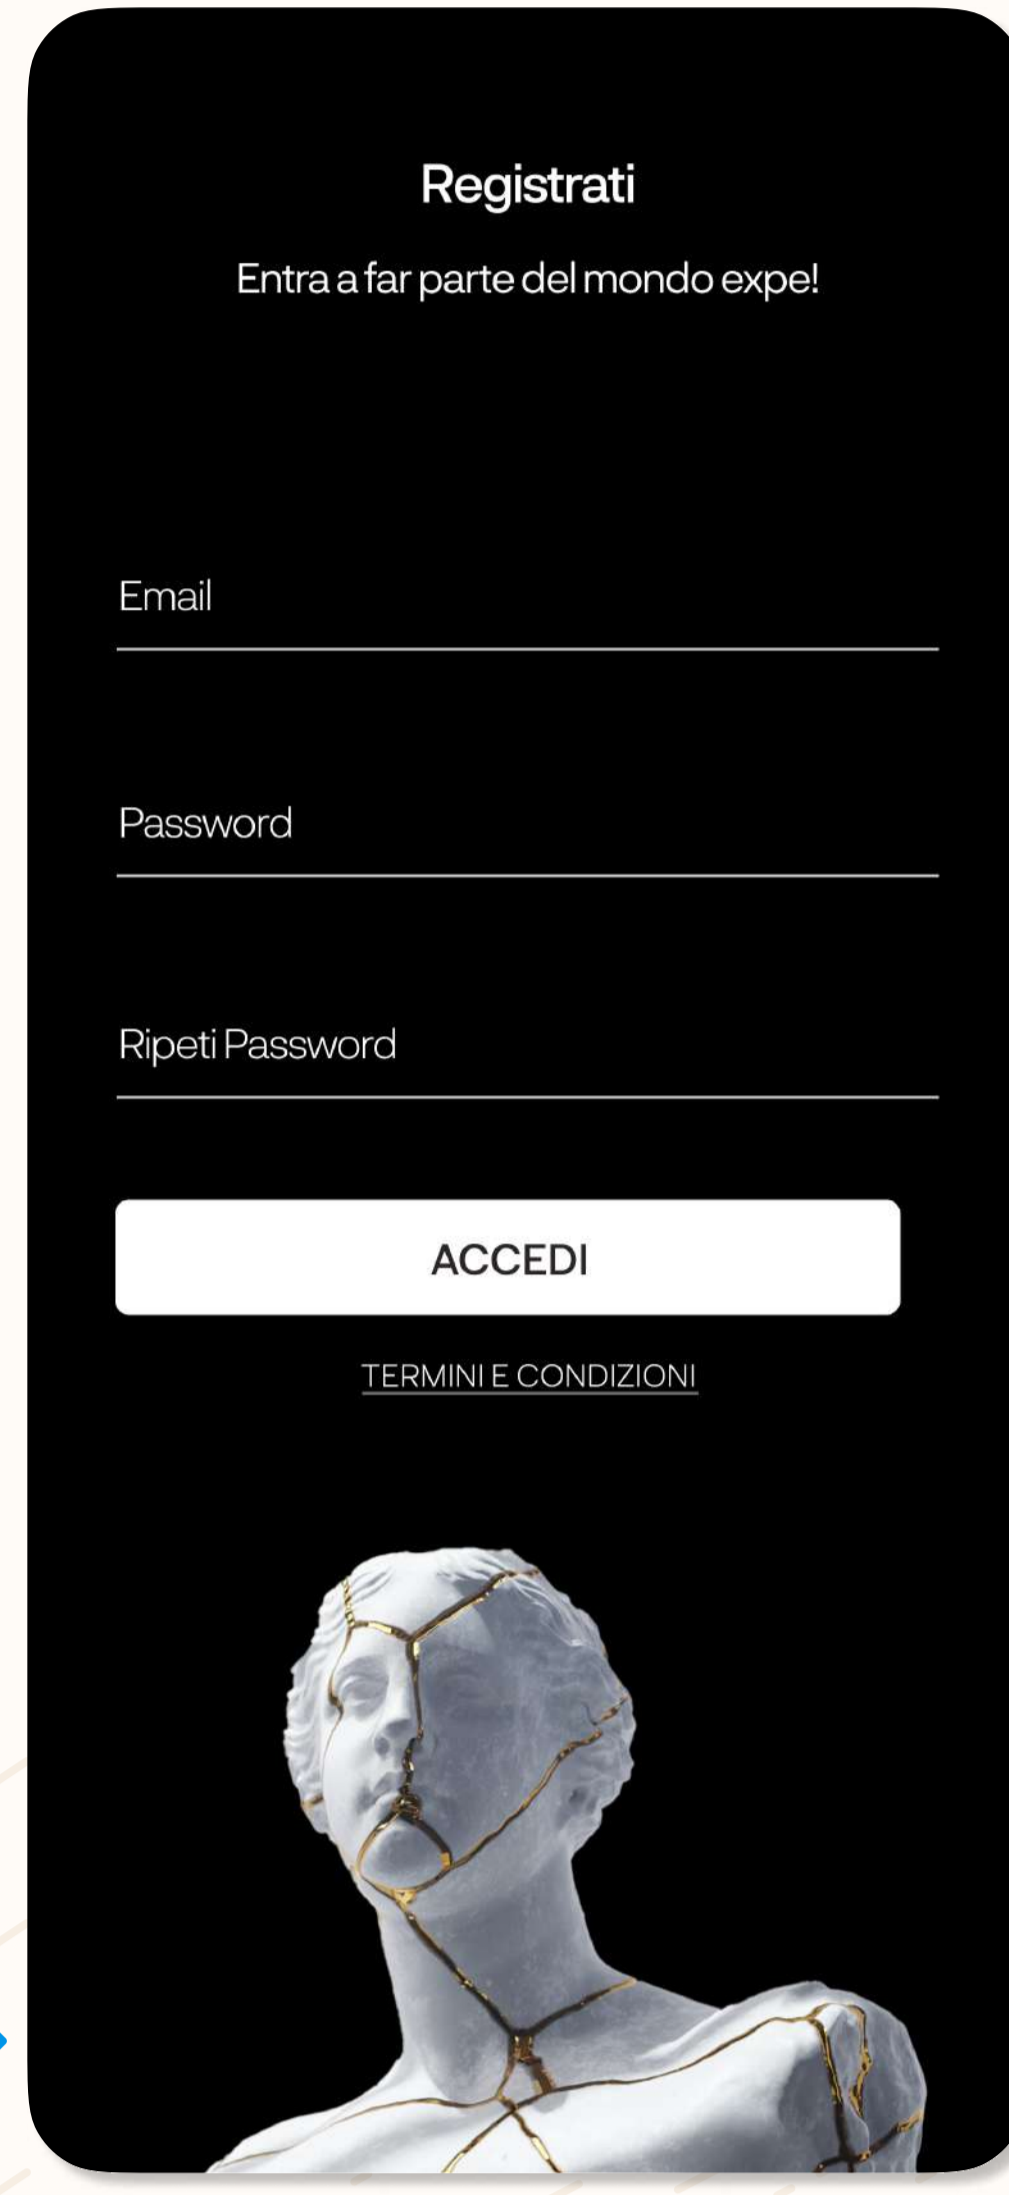 Registrati
Entra a far parte del mondo expe!
Email
Password
Ripeti Password
ACCEDI
TERMINI E CONDIZIONI